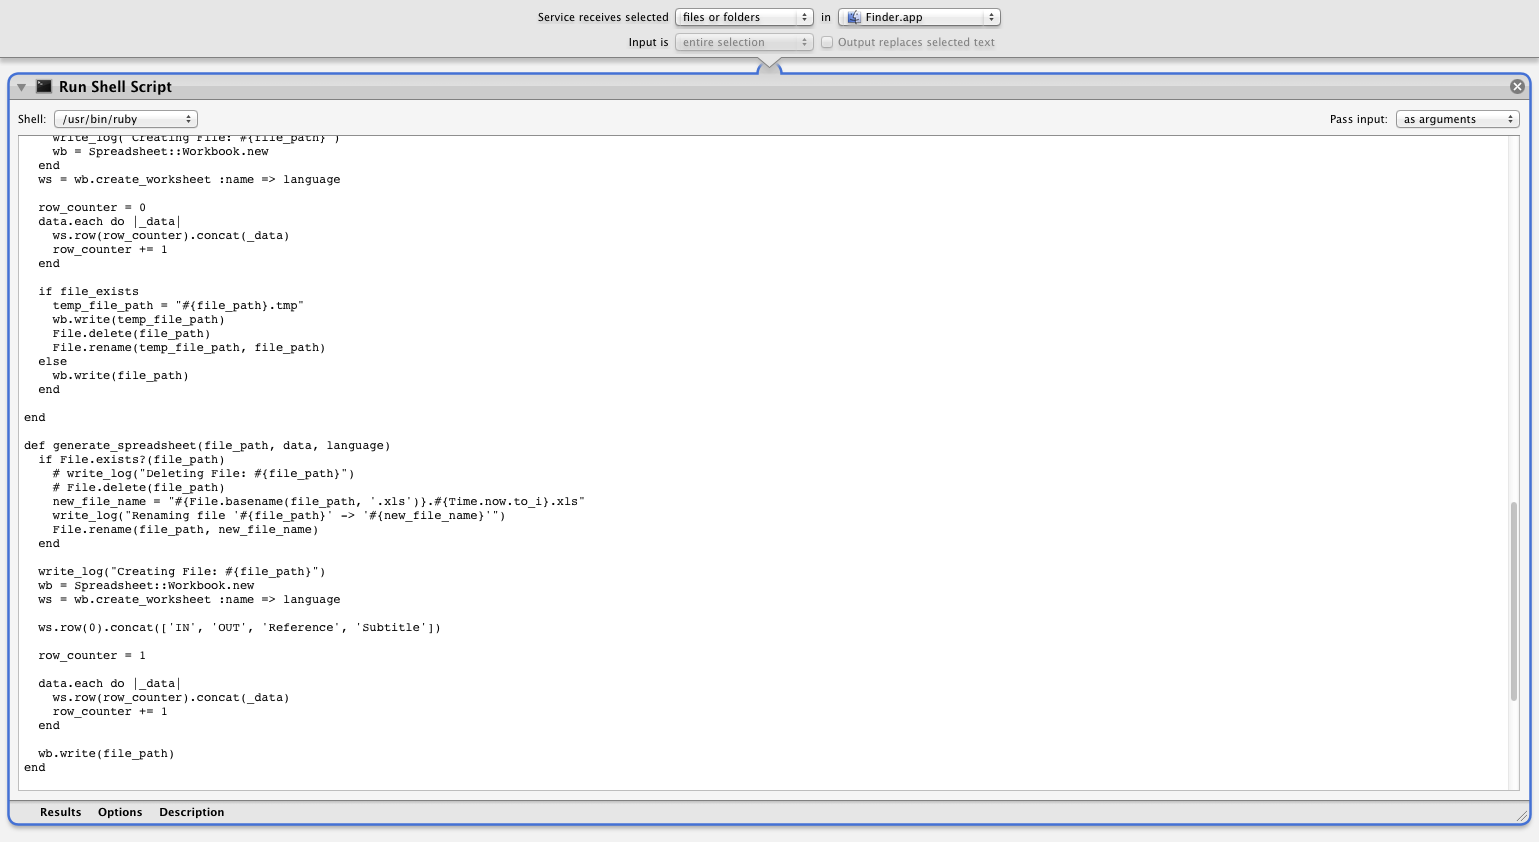 Service receives selected files or folders in Finder.app
Input is entire selection Output replaces selected text
Run Shell Script
Shell: /usr/bin/ruby Pass input: as arguments
    write_log("Creating File: #{file_path}")
    wb = Spreadsheet::Workbook.new
  end
  ws = wb.create_worksheet :name => language

  row_counter = 0
  data.each do |_data|
    ws.row(row_counter).concat(_data)
    row_counter += 1
  end

  if file_exists
    temp_file_path = "#{file_path}.tmp"
    wb.write(temp_file_path)
    File.delete(file_path)
    File.rename(temp_file_path, file_path)
  else
    wb.write(file_path)
  end

end

def generate_spreadsheet(file_path, data, language)
  if File.exists?(file_path)
    # write_log("Deleting File: #{file_path}")
    # File.delete(file_path)
    new_file_name = "#{File.basename(file_path, '.xls')}.#{Time.now.to_i}.xls"
    write_log("Renaming file '#{file_path}' -> '#{new_file_name}'")
    File.rename(file_path, new_file_name)
  end

  write_log("Creating File: #{file_path}")
  wb = Spreadsheet::Workbook.new
  ws = wb.create_worksheet :name => language

  ws.row(0).concat(['IN', 'OUT', 'Reference', 'Subtitle'])

  row_counter = 1

  data.each do |_data|
    ws.row(row_counter).concat(_data)
    row_counter += 1
  end

  wb.write(file_path)
end
Results Options Description